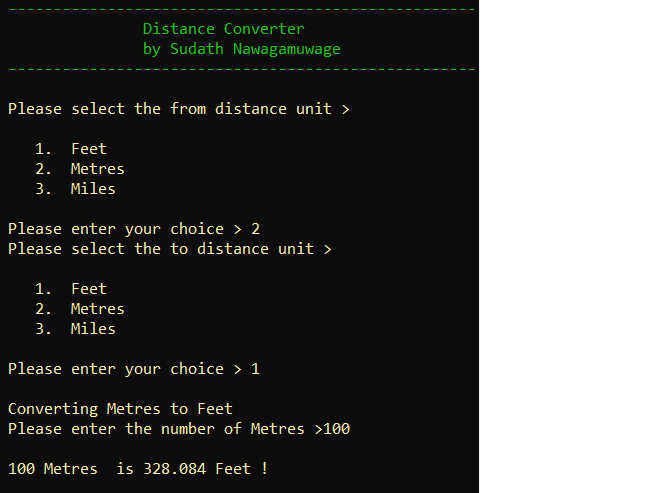 ----------------------------------------------------
Distance Converter
by Sudath Nawagamuwage
----------------------------------------------------
Please select the from distance unit >
1. Feet
2. Metres
3. Miles
Please enter your choice > 2
Please select the to distance unit >
1. Feet
2. Metres
3. Miles
Please enter your choice > 1
Converting Metres to Feet
Please enter the number of Metres >100
100 Metres  is 328.084 Feet !